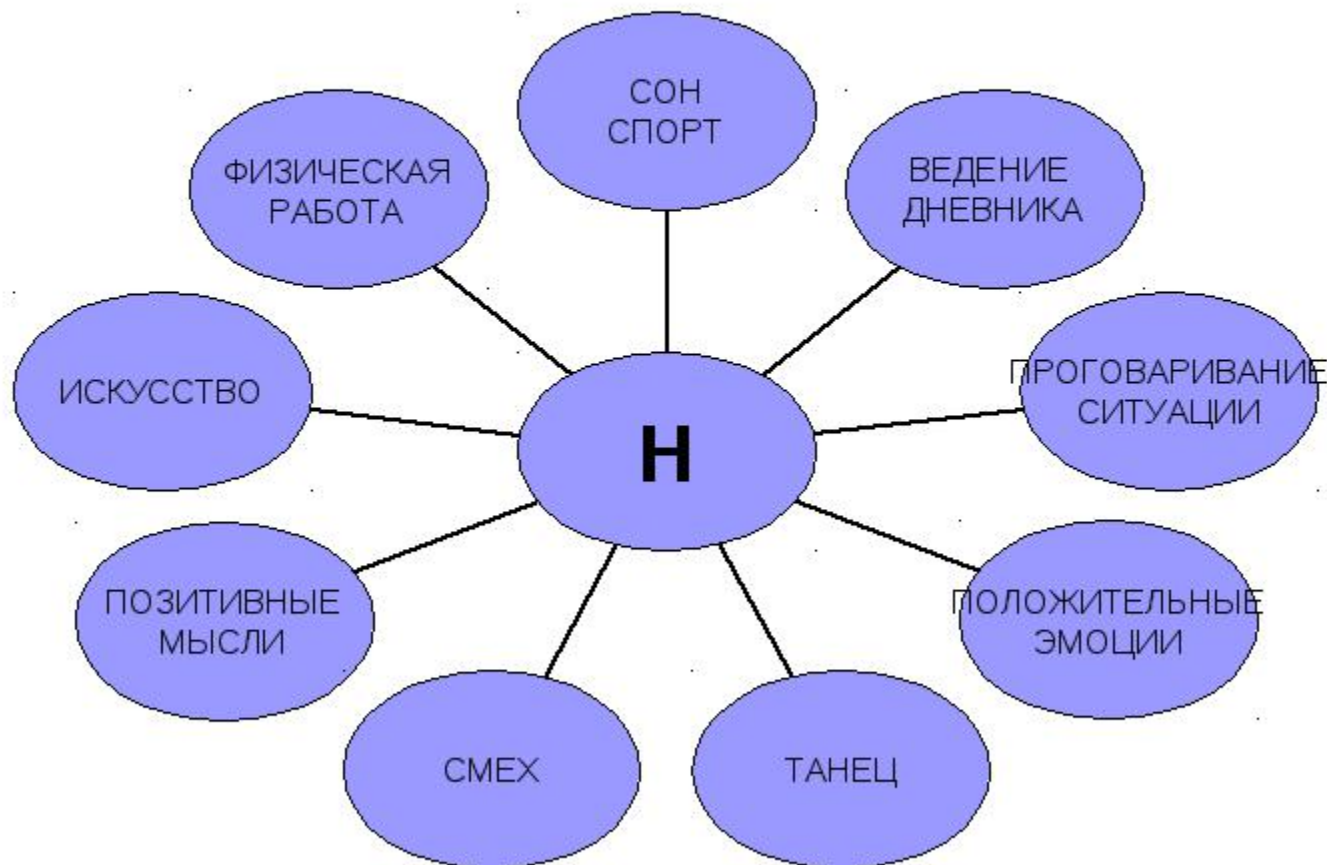 СОН
СПОРТ
ФИЗИЧЕСКАЯ
РАБОТА
ВЕДЕНИЕ
ДНЕВНИКА
ИСКУССТВО
ПРОГОВАРИВАНИЕ
СИТУАЦИИ
Н
ПОЗИТИВНЫЕ
МЫСЛИ
ПОЛОЖИТЕЛЬНЫЕ
ЭМОЦИИ
СМЕХ
ТАНЕЦ